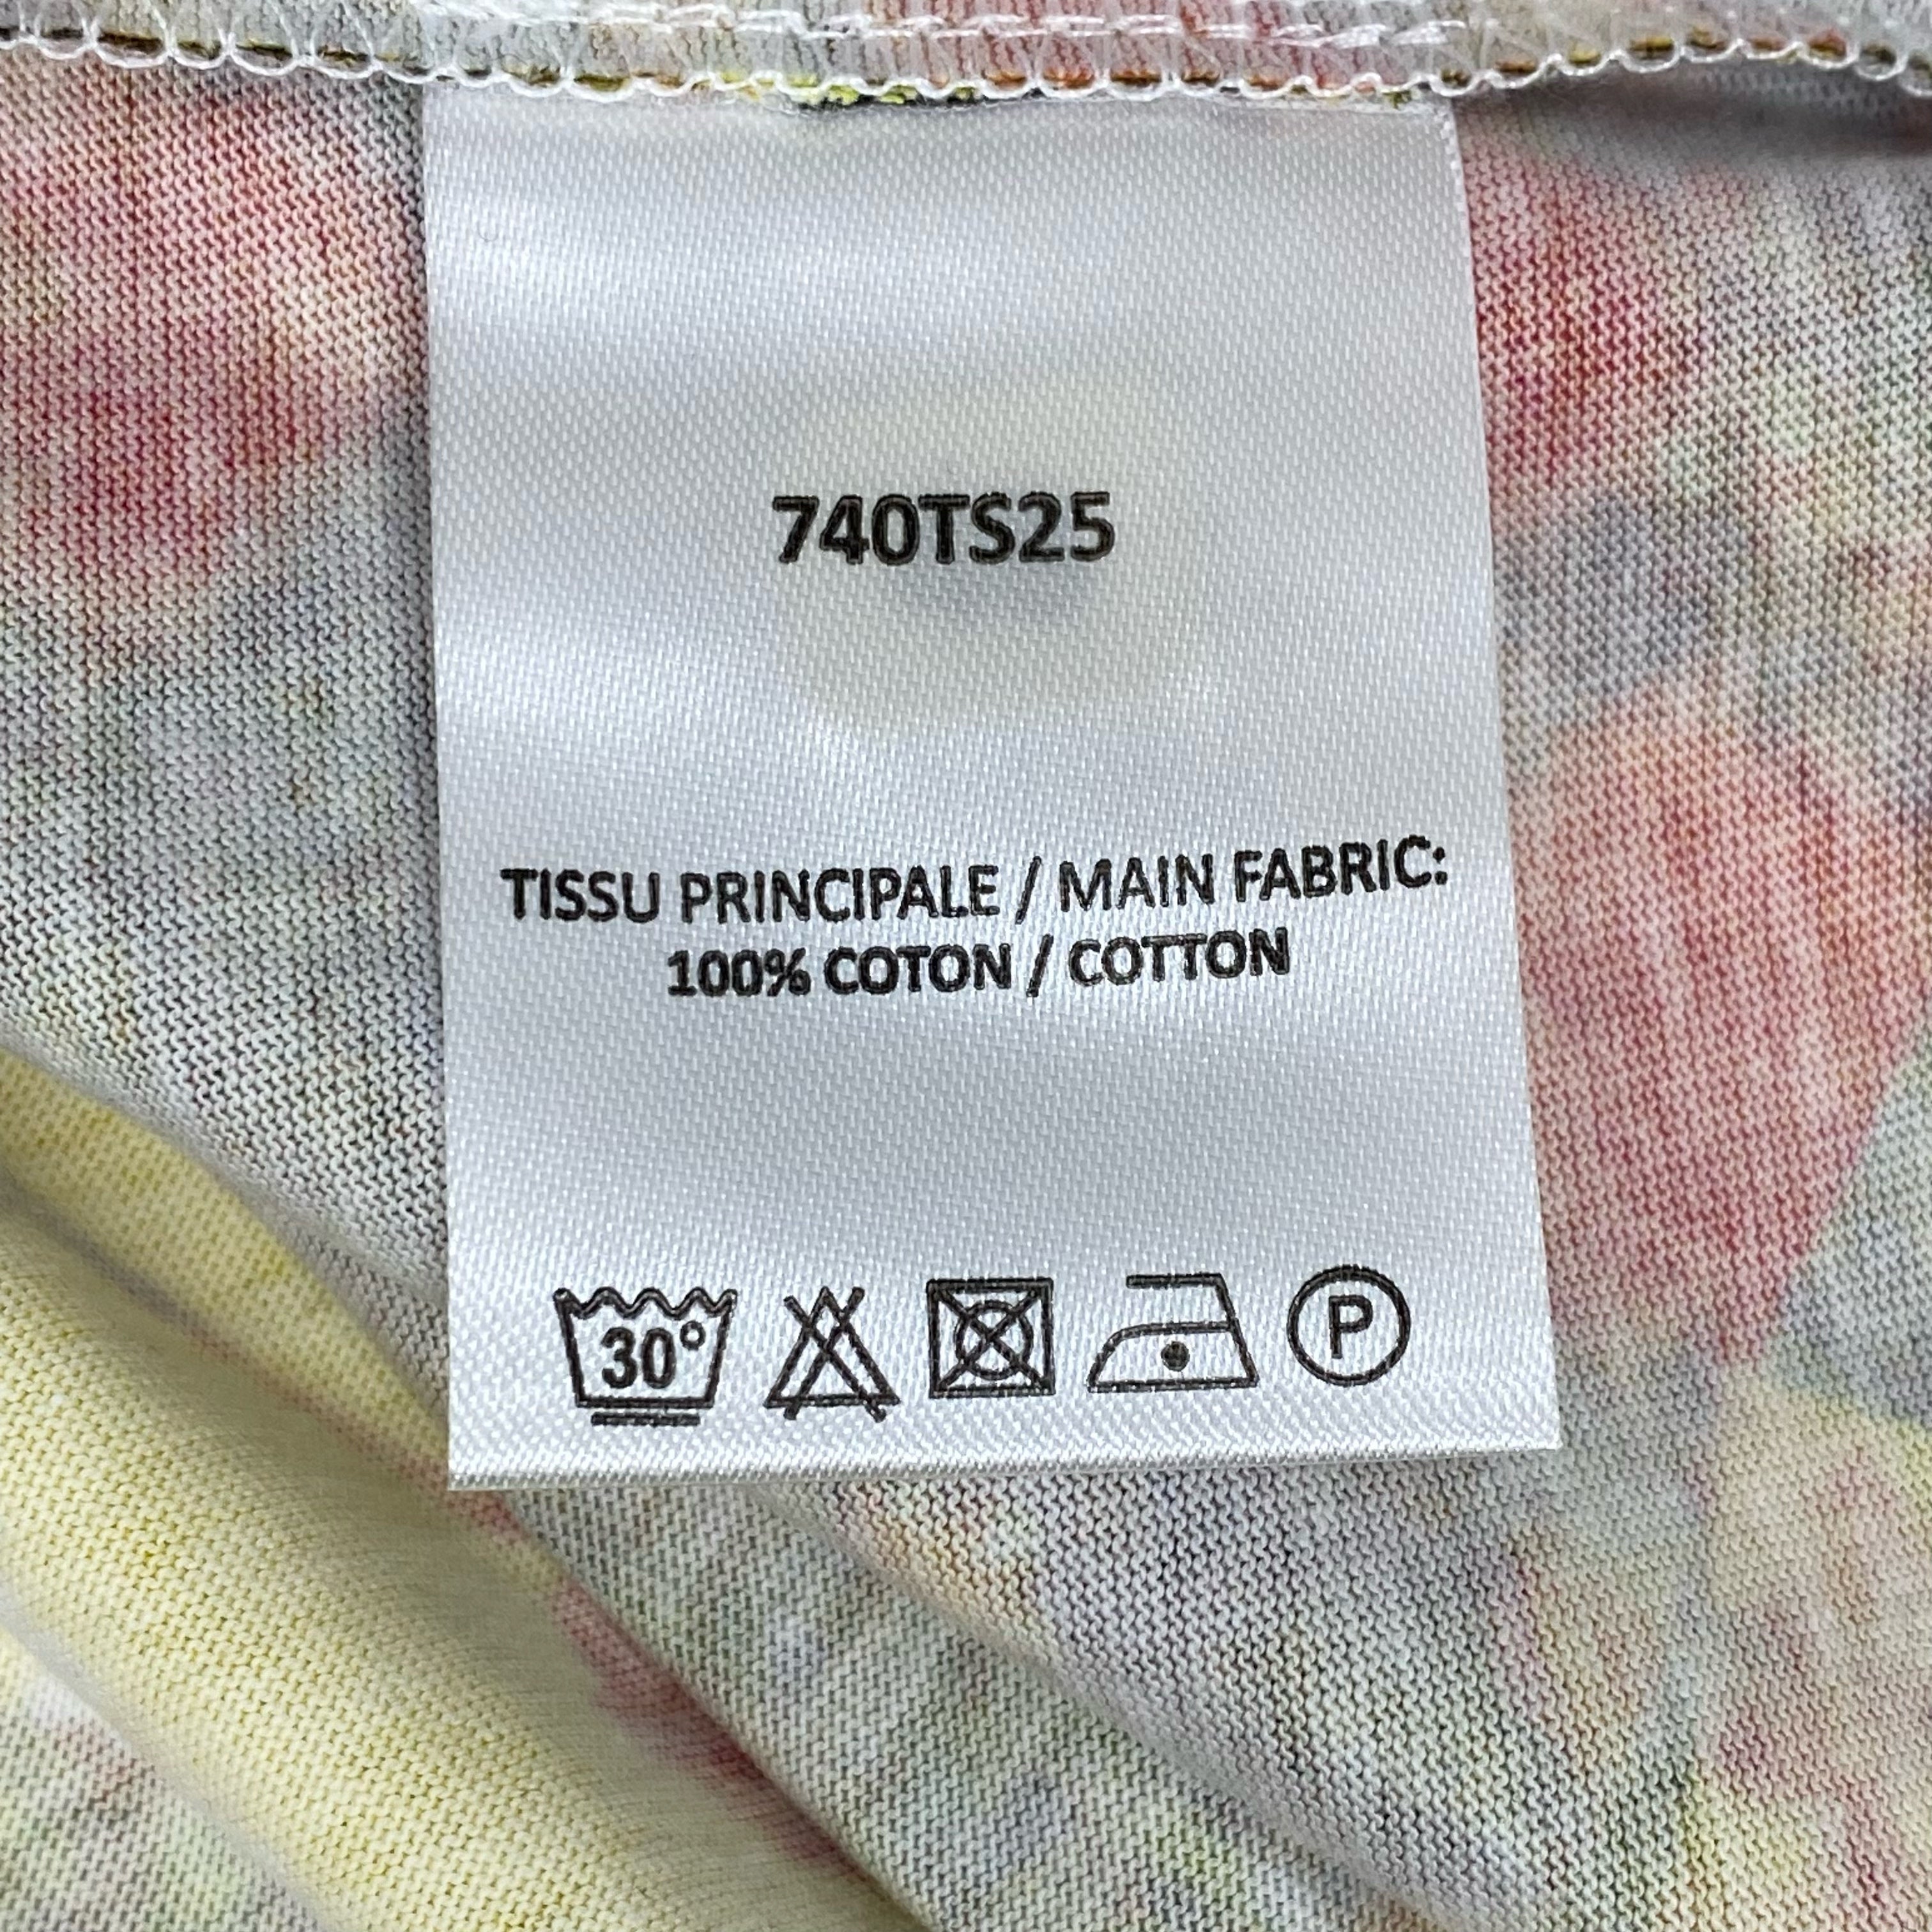 740TS25
TISSU PRINCIPALE / MAIN FABRIC:
100% COTON / COTTON
30°
P